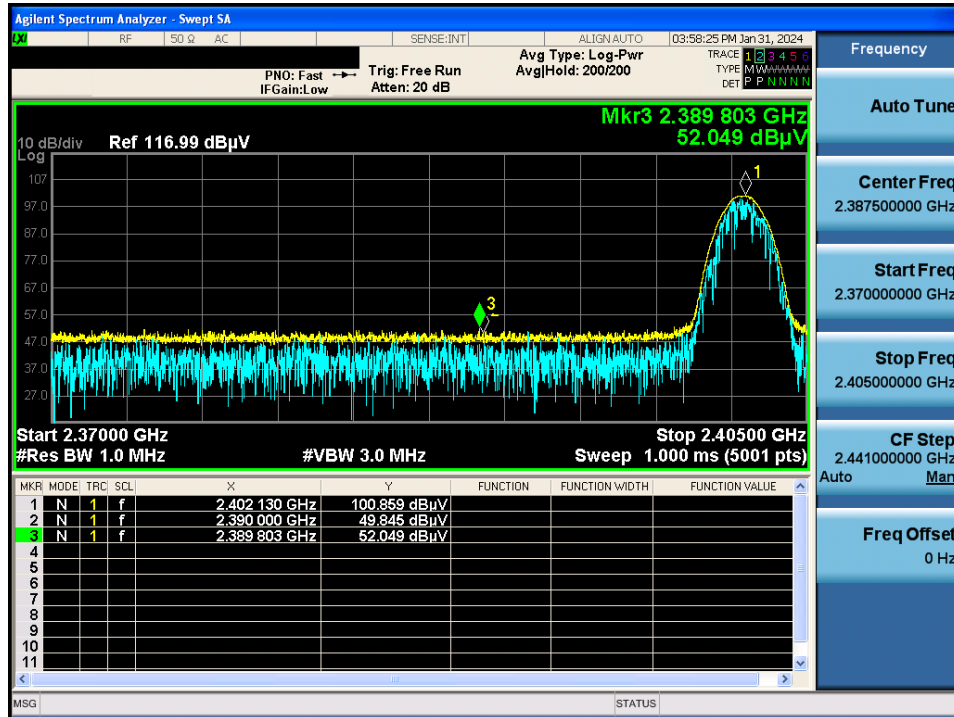 Agilent Spectrum Analyzer - Swept SA
LXI RF 50 Ω AC SENSE:INT ALIGN AUTO 03:58:25 PM Jan 31, 2024
Frequency
Avg Type: Log-Pwr TRACE 1 2 3 4 5 6
PNO: Fast Trig: Free Run Avg|Hold: 200/200 TYPE M W
IFGain:Low Atten: 20 dB DET P P N N N N
Auto Tune
Mkr3 2.389 803 GHz
10 dB/div Ref 116.99 dBµV 52.049 dBµV
Log
107
97.0
87.0
77.0
67.0
57.0
47.0
37.0
27.0
1
3
Start 2.37000 GHz Stop 2.40500 GHz
#Res BW 1.0 MHz #VBW 3.0 MHz Sweep 1.000 ms (5001 pts)
Center Freq
2.387500000 GHz
Start Freq
2.370000000 GHz
Stop Freq
2.405000000 GHz
CF Step
2.441000000 GHz
Auto Man
Freq Offset
0 Hz
MKR MODE TRC SCL X Y FUNCTION FUNCTION WIDTH FUNCTION VALUE
1 N 1 f 2.402 130 GHz 100.859 dBµV
2 N 1 f 2.390 000 GHz 49.845 dBµV
3 N 1 f 2.389 803 GHz 52.049 dBµV
4
5
6
7
8
9
10
11
MSG STATUS